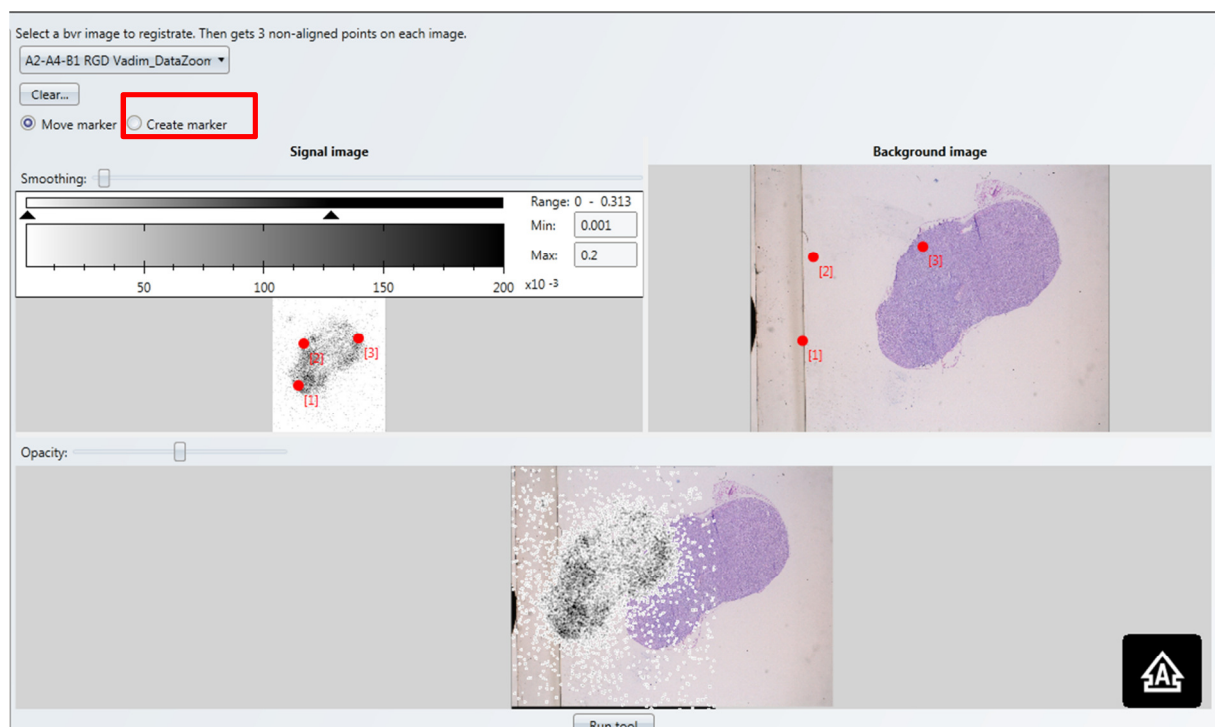 Select a bvr image to registrate. Then gets 3 non-aligned points on each image.
A2-A4-B1 RGD Vadim_DataZoom
Clear...
Move marker Create marker
Signal image
Background image
Smoothing:
Range: 0 - 0.313
Min: 0.001
Max: 0.2
50 100 150 200 x10 -3
[2]
[3]
[1]
[2]
[3]
[1]
Opacity:
A
Run tool